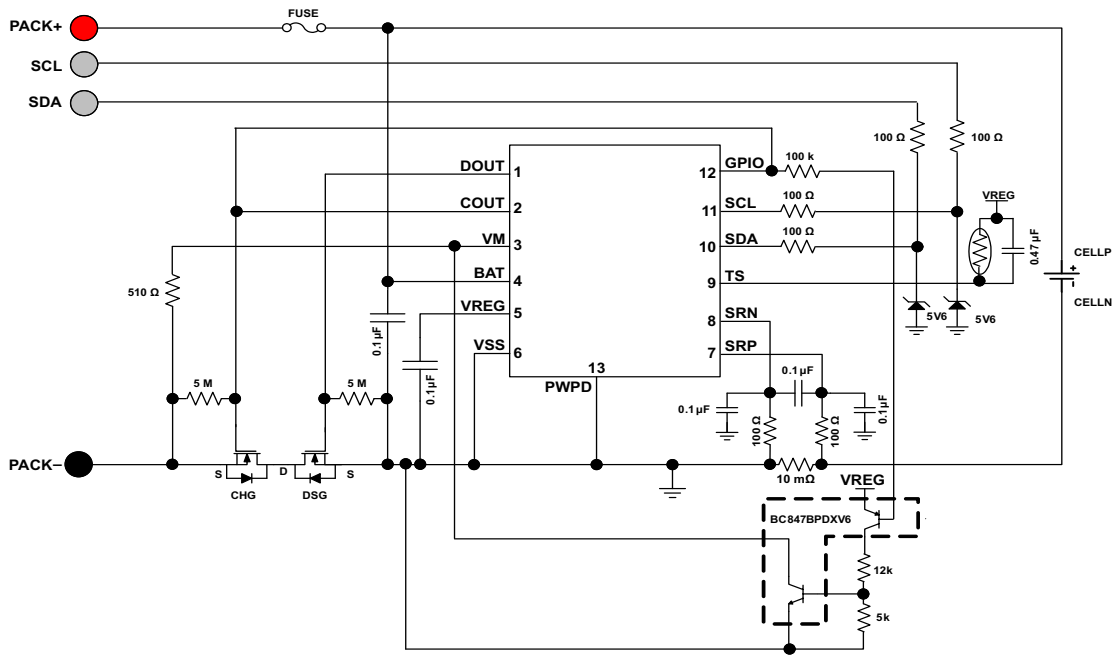 FUSE
PACK+
SCL
SDA
100 Ω
100 Ω
DOUT
1
12
GPIO
100 k
COUT
2
11
SCL
100 Ω
VREG
VM
3
10
SDA
100 Ω
0.47 µF
CELLP
+
-
BAT
4
9
TS
CELLN
510 Ω
VREG
5
8
SRN
5V6
5V6
0.1 µF
VSS
6
7
SRP
13
PWPD
0.1 µF
0.1 µF
5 M
5 M
0.1 µF
0.1 µF
100 Ω
100 Ω
PACK–
S
D
S
CHG
DSG
10 mΩ
VREG
BC847BPDXV6
12k
5k